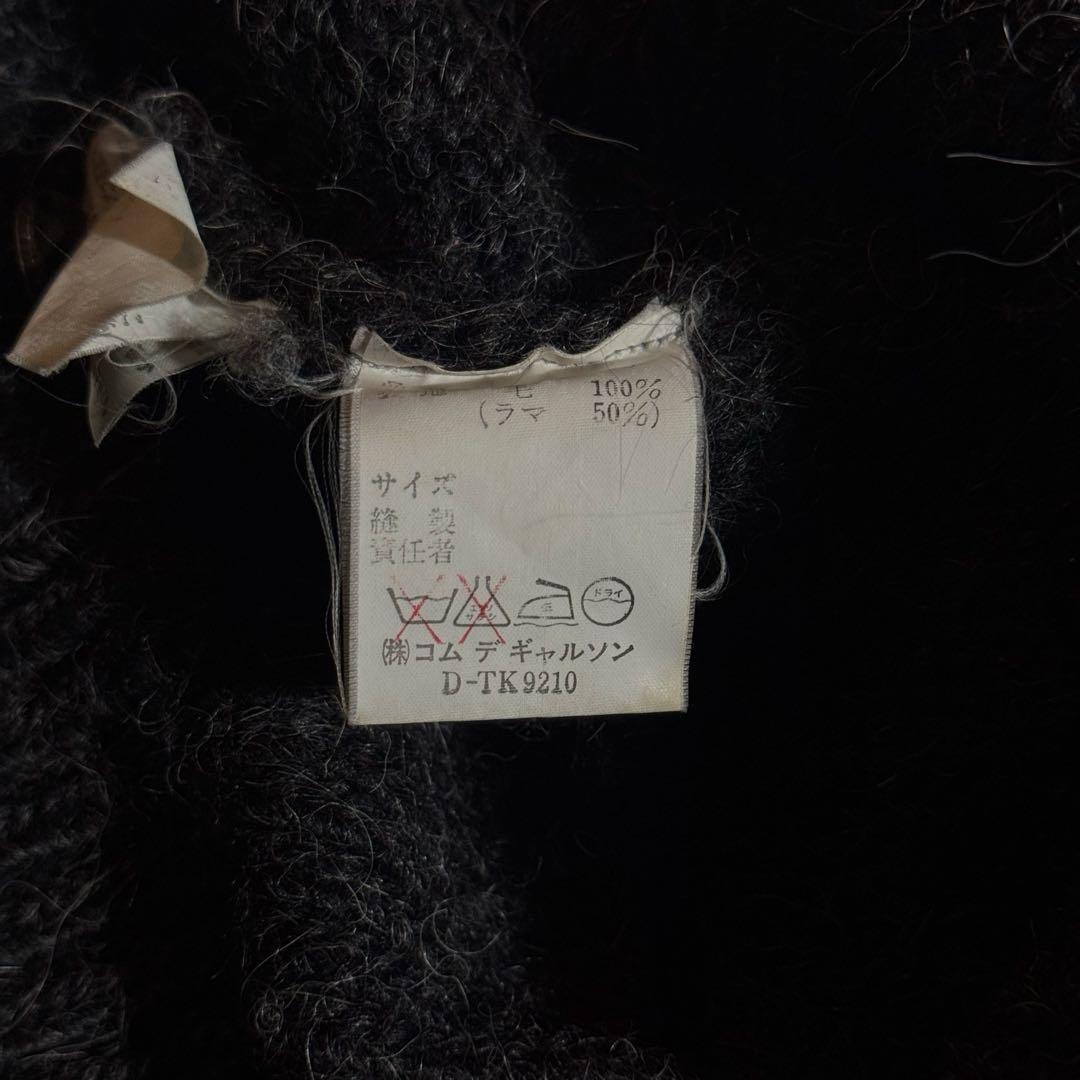 毛 100%
(ラマ 50%)
サイズ
縫製
責任者
ドライ
㈱コム デ ギャルソン
D-TK9210